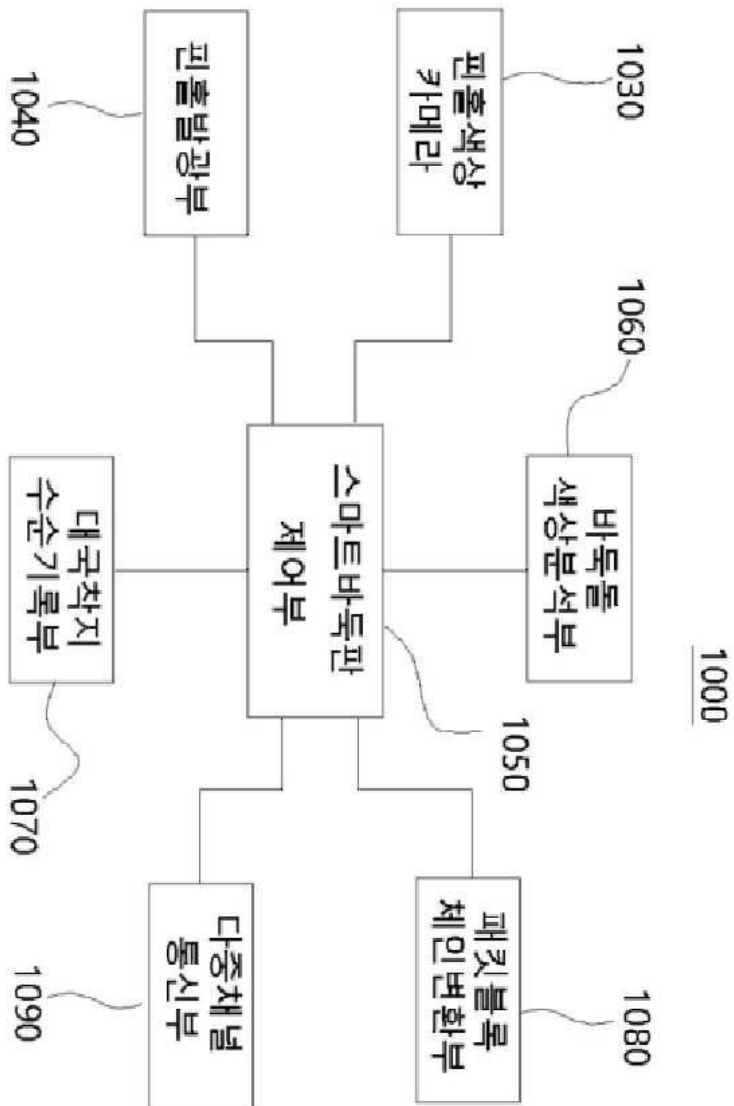 1000
1030
핀홀색상
카메라
1060
바둑돌
색상분석부
1080
패킷블록
체인변환부
스마트바둑판
제어부
1050
1040
핀홀발광부
대국착지
수순기록부
1070
다중채널
통신부
1090